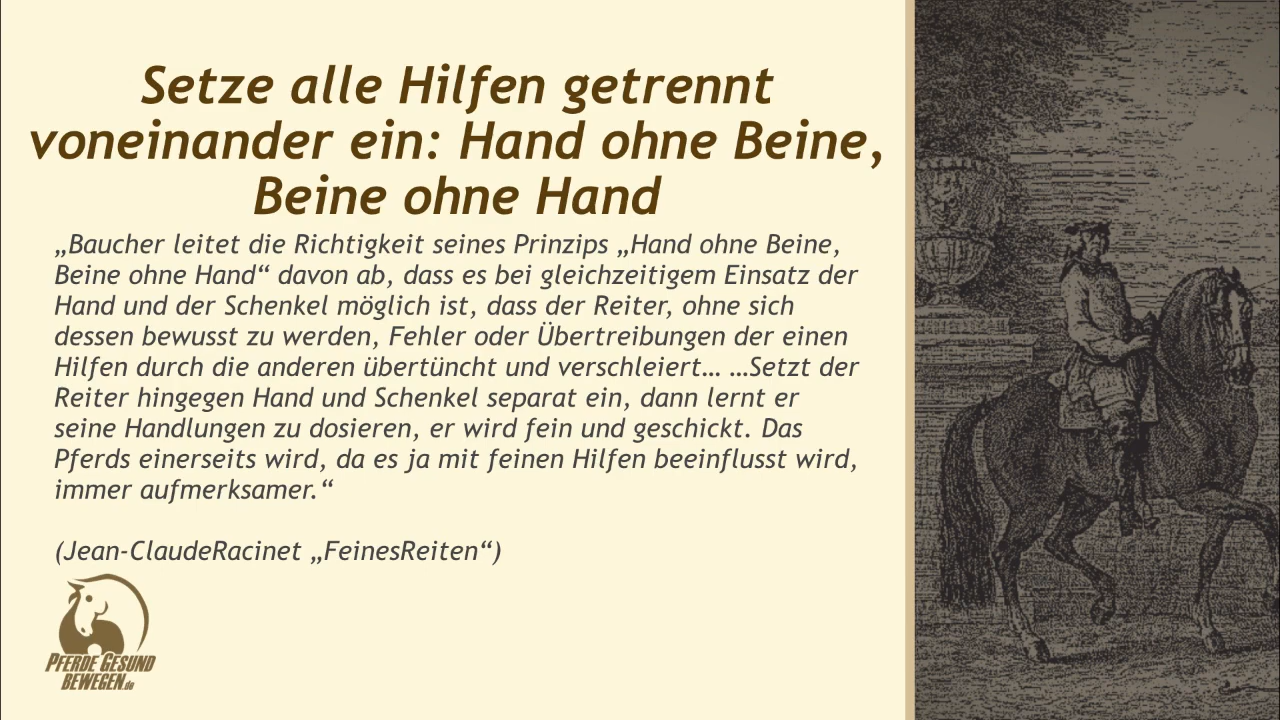 Setze alle Hilfen getrennt
voneinander ein: Hand ohne Beine,
Beine ohne Hand
„Baucher leitet die Richtigkeit seines Prinzips „Hand ohne Beine,
Beine ohne Hand“ davon ab, dass es bei gleichzeitigem Einsatz der
Hand und der Schenkel möglich ist, dass der Reiter, ohne sich
dessen bewusst zu werden, Fehler oder Übertreibungen der einen
Hilfen durch die anderen übertüncht und verschleiert… …Setzt der
Reiter hingegen Hand und Schenkel separat ein, dann lernt er
seine Handlungen zu dosieren, er wird fein und geschickt. Das
Pferds einerseits wird, da es ja mit feinen Hilfen beeinflusst wird,
immer aufmerksamer.“
(Jean-ClaudeRacinet „FeinesReiten“)
PFERDE GESUND
BEWEGEN.de